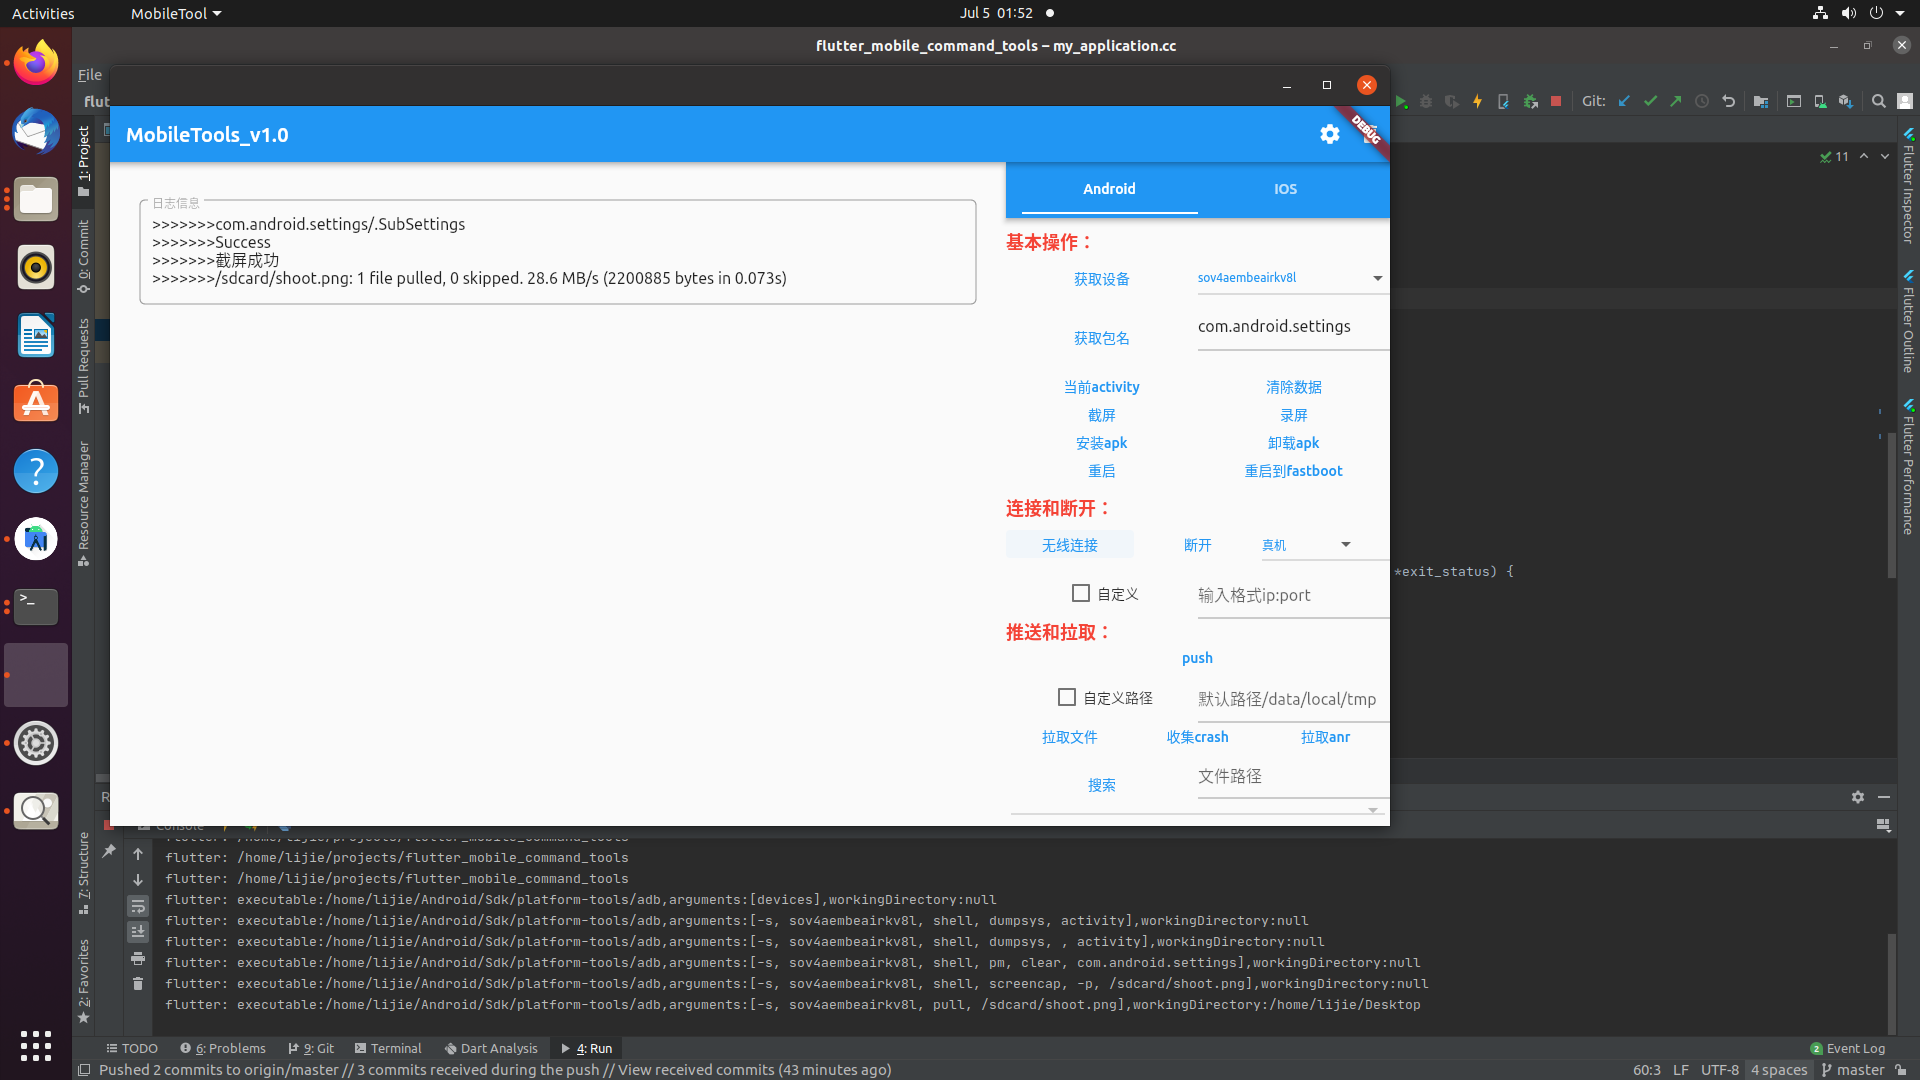 Activities
MobileTool
Jul 5 01:52
flutter_mobile_command_tools – my_application.cc
File
flut
Git:
MobileTools_v1.0
DEBUG
1: Project
0: Commit
Pull Requests
Resource Manager
7: Structure
2: Favorites
11
Flutter Inspector
Flutter Outline
Flutter Performance
日志信息
>>>>>>>com.android.settings/.SubSettings
>>>>>>>Success
>>>>>>>截屏成功
>>>>>>>/sdcard/shoot.png: 1 file pulled, 0 skipped. 28.6 MB/s (2200885 bytes in 0.073s)
Android IOS
基本操作：
获取设备 sov4aembeairkv8l
获取包名 com.android.settings
当前activity 清除数据
截屏 录屏
安装apk 卸载apk
重启 重启到fastboot
连接和断开：
无线连接 断开 真机
自定义 输入格式ip:port
推送和拉取：
push
自定义路径 默认路径/data/local/tmp
拉取文件 收集crash 拉取anr
搜索 文件路径
*exit_status) {
R
Console
flutter: /home/lijie/projects/flutter_mobile_command_tools
flutter: /home/lijie/projects/flutter_mobile_command_tools
flutter: /home/lijie/projects/flutter_mobile_command_tools
flutter: executable:/home/lijie/Android/Sdk/platform-tools/adb,arguments:[devices],workingDirectory:null
flutter: executable:/home/lijie/Android/Sdk/platform-tools/adb,arguments:[-s, sov4aembeairkv8l, shell, dumpsys, activity],workingDirectory:null
flutter: executable:/home/lijie/Android/Sdk/platform-tools/adb,arguments:[-s, sov4aembeairkv8l, shell, dumpsys, , activity],workingDirectory:null
flutter: executable:/home/lijie/Android/Sdk/platform-tools/adb,arguments:[-s, sov4aembeairkv8l, shell, pm, clear, com.android.settings],workingDirectory:null
flutter: executable:/home/lijie/Android/Sdk/platform-tools/adb,arguments:[-s, sov4aembeairkv8l, shell, screencap, -p, /sdcard/shoot.png],workingDirectory:null
flutter: executable:/home/lijie/Android/Sdk/platform-tools/adb,arguments:[-s, sov4aembeairkv8l, pull, /sdcard/shoot.png],workingDirectory:/home/lijie/Desktop
TODO 6: Problems 9: Git Terminal Dart Analysis 4: Run 2 Event Log
Pushed 2 commits to origin/master // 3 commits received during the push // View received commits (43 minutes ago) 60:3 LF UTF-8 4 spaces master